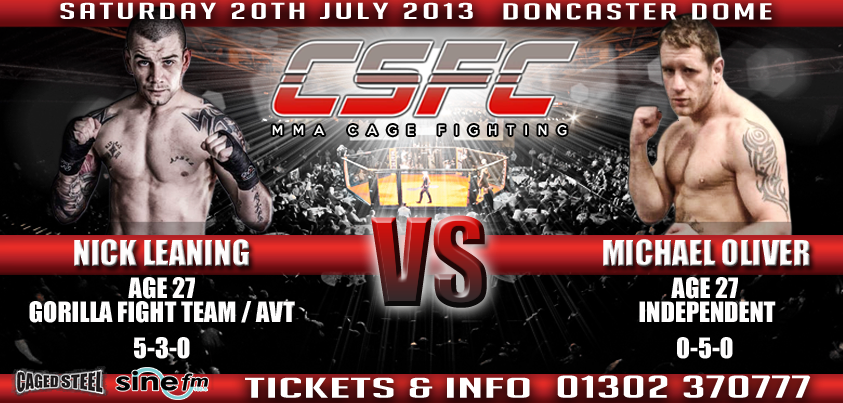 SATURDAY 20TH JULY 2013 DONCASTER DOME
CSFC
MMA CAGE FIGHTING
VS
NICK LEANING
AGE 27
GORILLA FIGHT TEAM / AVT
5-3-0
MICHAEL OLIVER
AGE 27
INDEPENDENT
0-5-0
CAGED STEEL
sine fm
TICKETS & INFO 01302 370777